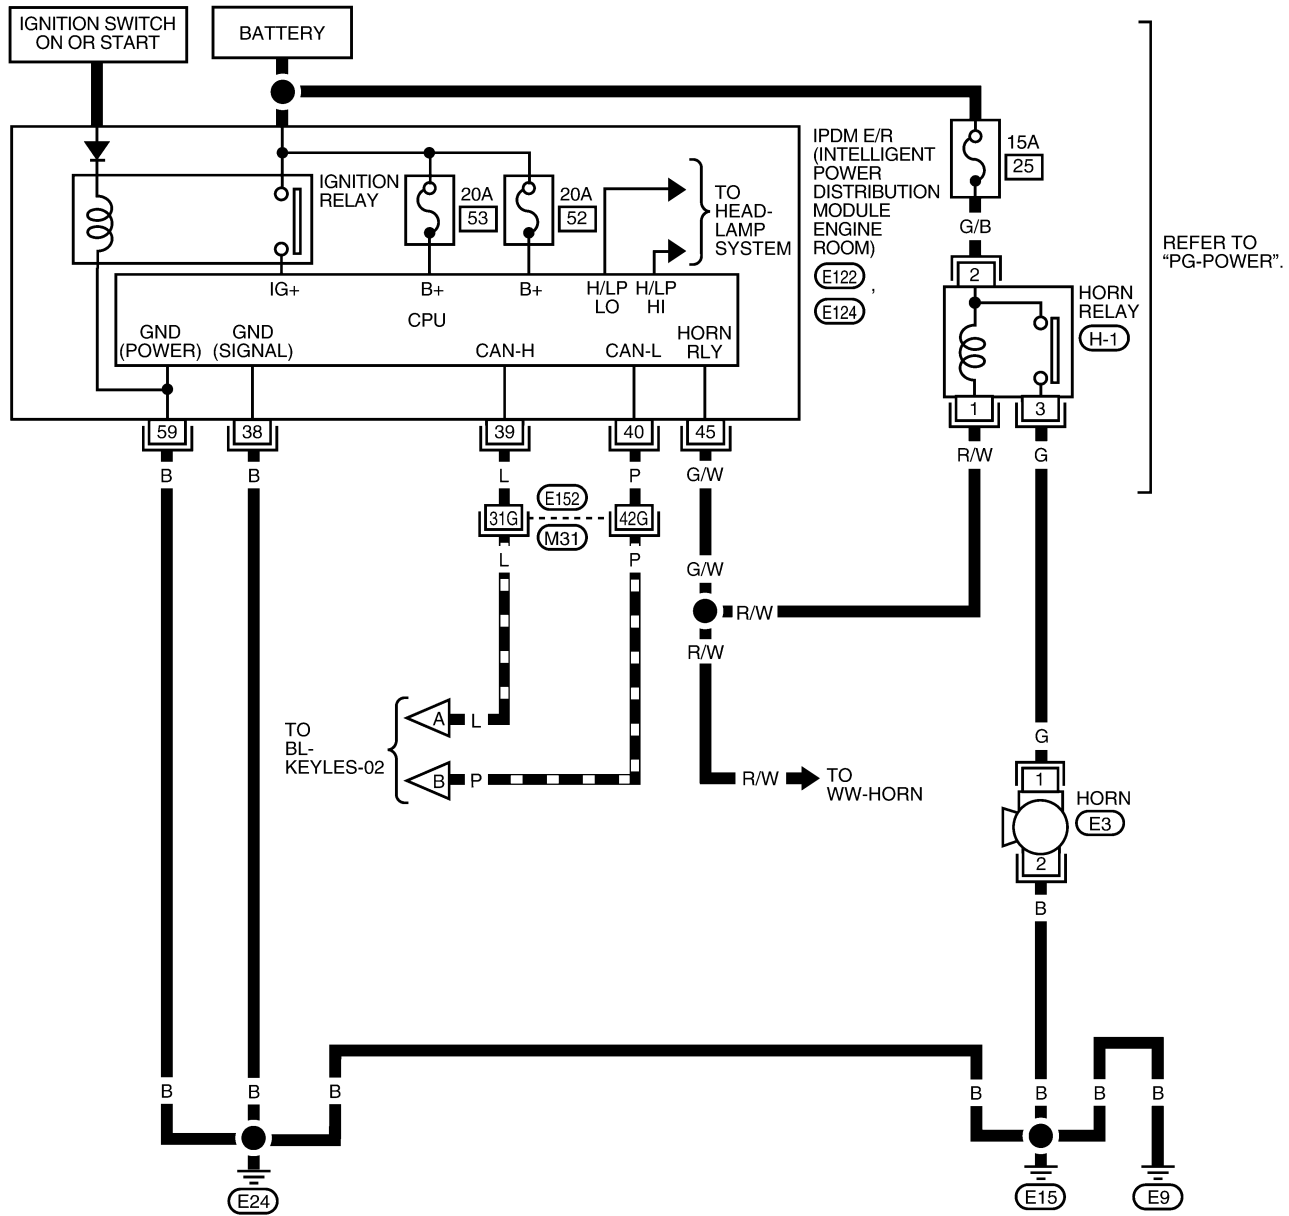 IGNITION SWITCH
ON OR START
BATTERY
IGNITION
RELAY
20A
53
20A
52
TO
HEAD-
LAMP
SYSTEM
IPDM E/R
(INTELLIGENT
POWER
DISTRIBUTION
MODULE
ENGINE
ROOM)
E122
,
E124
15A
25
G/B
2
HORN
RELAY
H-1
REFER TO
“PG-POWER”.
IG+
B+
B+
H/LP
LO
H/LP
HI
CPU
GND
(POWER)
GND
(SIGNAL)
CAN-H
CAN-L
HORN
RLY
59
38
39
40
45
1
3
B
B
L
P
G/W
R/W
G
31G
E152
M31
42G
L
P
G/W
R/W
R/W
A
L
B
P
TO
BL-
KEYLES-02
R/W
TO
WW-HORN
G
1
HORN
E3
2
B
B
B
B
B
B
B
B
E24
E15
E9